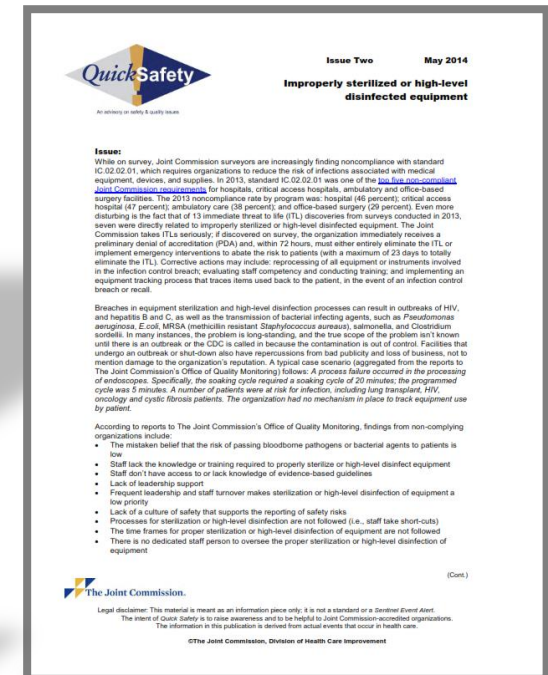 QuickSafety
An advisory on safety & quality issues
Issue Two May 2014
Improperly sterilized or high-level
disinfected equipment
Issue:
While on survey, Joint Commission surveyors are increasingly finding noncompliance with standard
IC.02.02.01, which requires organizations to reduce the risk of infections associated with medical
equipment, devices, and supplies. In 2013, standard IC.02.02.01 was one of the top five non-compliant
Joint Commission requirements for hospitals, critical access hospitals, ambulatory and office-based
surgery facilities. The 2013 noncompliance rate by program was: hospital (46 percent); critical access
hospital (47 percent); ambulatory care (38 percent); and office-based surgery (29 percent). Even more
disturbing is the fact that of 13 immediate threat to life (ITL) discoveries from surveys conducted in 2013,
seven were directly related to improperly sterilized or high-level disinfected equipment. The Joint
Commission takes ITLs seriously; if discovered on survey, the organization immediately receives a
preliminary denial of accreditation (PDA) and, within 72 hours, must either entirely eliminate the ITL or
implement emergency interventions to abate the risk to patients (with a maximum of 23 days to totally
eliminate the ITL). Corrective actions may include: reprocessing of all equipment or instruments involved
in the infection control breach; evaluating staff competency and conducting training; and implementing an
equipment tracking process that traces items used back to the patient, in the event of an infection control
breach or recall.
Breaches in equipment sterilization and high-level disinfection processes can result in outbreaks of HIV,
and hepatitis B and C, as well as the transmission of bacterial infecting agents, such as Pseudomonas
aeruginosa, E.coli, MRSA (methicillin resistant Staphylococcus aureaus), salmonella, and Clostridium
sordelii. In many instances, the problem is long-standing, and the true scope of the problem isn't known
until there is an outbreak or the CDC is called in because the contamination is out of control. Facilities that
undergo an outbreak or shut-down also have repercussions from bad publicity and loss of business, not to
mention damage to the organization's reputation. A typical case scenario (aggregated from the reports to
The Joint Commission's Office of Quality Monitoring) follows: A process failure occurred in the processing
of endoscopes. Specifically, the soaking cycle required a soaking cycle of 20 minutes; the programmed
cycle was 5 minutes. A number of patients were at risk for infection, including lung transplant, HIV,
oncology and cystic fibrosis patients. The organization had no mechanism in place to track equipment use
by patient.
According to reports to The Joint Commission's Office of Quality Monitoring, findings from non-complying
organizations include:
• The mistaken belief that the risk of passing bloodborne pathogens or bacterial agents to patients is
low
• Staff lack the knowledge or training required to properly sterilize or high-level disinfect equipment
• Staff don't have access to or lack knowledge of evidence-based guidelines
• Lack of leadership support
• Frequent leadership and staff turnover makes sterilization or high-level disinfection of equipment a
low priority
• Lack of a culture of safety that supports the reporting of safety risks
• Processes for sterilization or high-level disinfection are not followed (i.e., staff take short-cuts)
• The time frames for proper sterilization or high-level disinfection of equipment are not followed
• There is no dedicated staff person to oversee the proper sterilization or high-level disinfection of
equipment
(Cont.)
The Joint Commission.
Legal disclaimer: This material is meant as an information piece only; it is not a standard or a Sentinel Event Alert.
The intent of Quick Safety is to raise awareness and to be helpful to Joint Commission-accredited organizations.
The information in this publication is derived from actual events that occur in health care.
©The Joint Commission, Division of Health Care Improvement